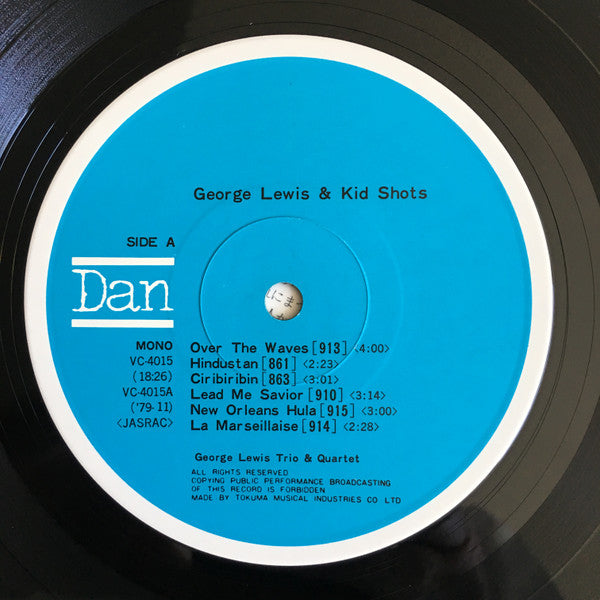 George Lewis & Kid Shots
SIDE A
Dan
MONO
VC-4015
(18:26)
VC-4015A
('79·11)
<JASRAC>
Over The Waves[913] <4:00>
Hindustan[861] <2:23>
Ciribiribin[863] <3:01>
Lead Me Savior[910] <3:14>
New Orleans Hula[915] <3:00>
La Marseillaise[914] <2:28>
George Lewis Trio & Quartet
ALL RIGHTS RESERVED
COPYING PUBLIC PERFORMANCE BROADCASTING
OF THIS RECORD IS FORBIDDEN
MADE BY TOKUMA MUSICAL INDUSTRIES CO LTD